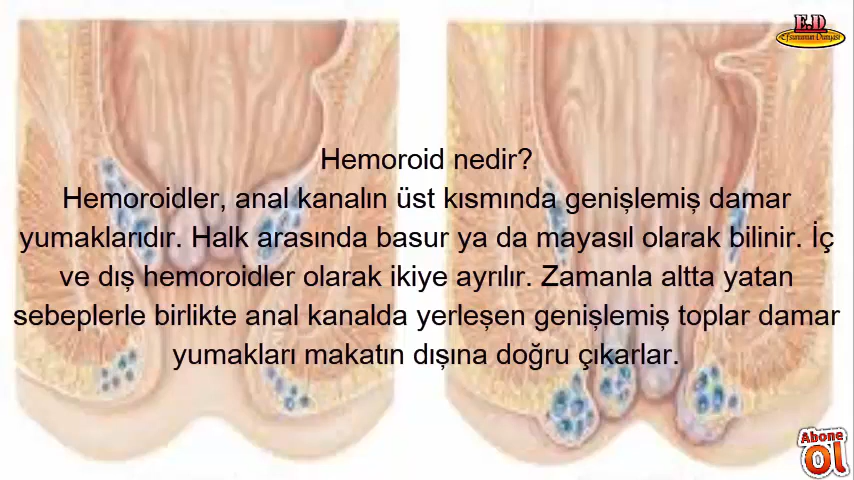 E.D.
Efsununun Dünyası
Hemoroid nedir?
Hemoroidler, anal kanalın üst kısmında genişlemiş damar
yumaklarıdır. Halk arasında basur ya da mayasıl olarak bilinir. İç
ve dış hemoroidler olarak ikiye ayrılır. Zamanla altta yatan
sebeplerle birlikte anal kanalda yerleşen genişlemiş toplar damar
yumakları makatın dışına doğru çıkarlar.
Abone
Ol